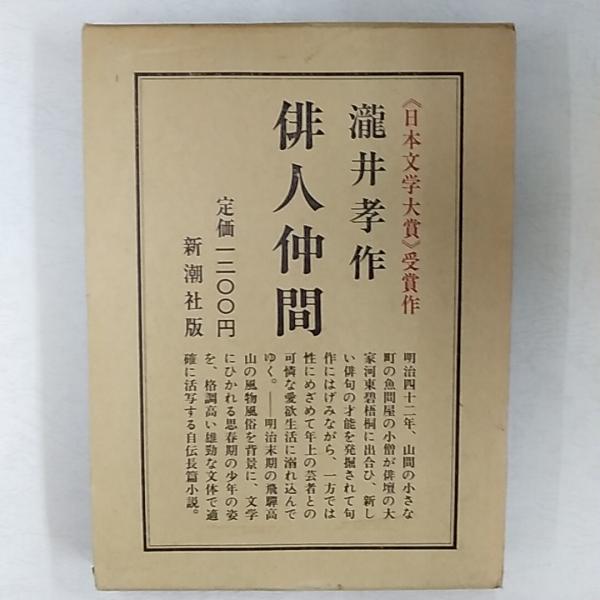 《日本文学大賞》受賞作
瀧井孝作
俳人仲間
定価一二〇〇円
新潮社版
明治四十二年、山間の小さな
町の魚問屋の小僧が俳壇の大
家河東碧梧桐に出合ひ、新し
い俳句の才能を発掘されて句
作にはげみながら、一方では
性にめざめて年上の芸者との
可憐な愛欲生活に溺れ込んで
ゆく。――明治末期の飛騨高
山の風物風俗を背景に、文学
にひかれる思春期の少年の姿
を、格調高い雄勁な文体で適
確に活写する自伝長篇小説。